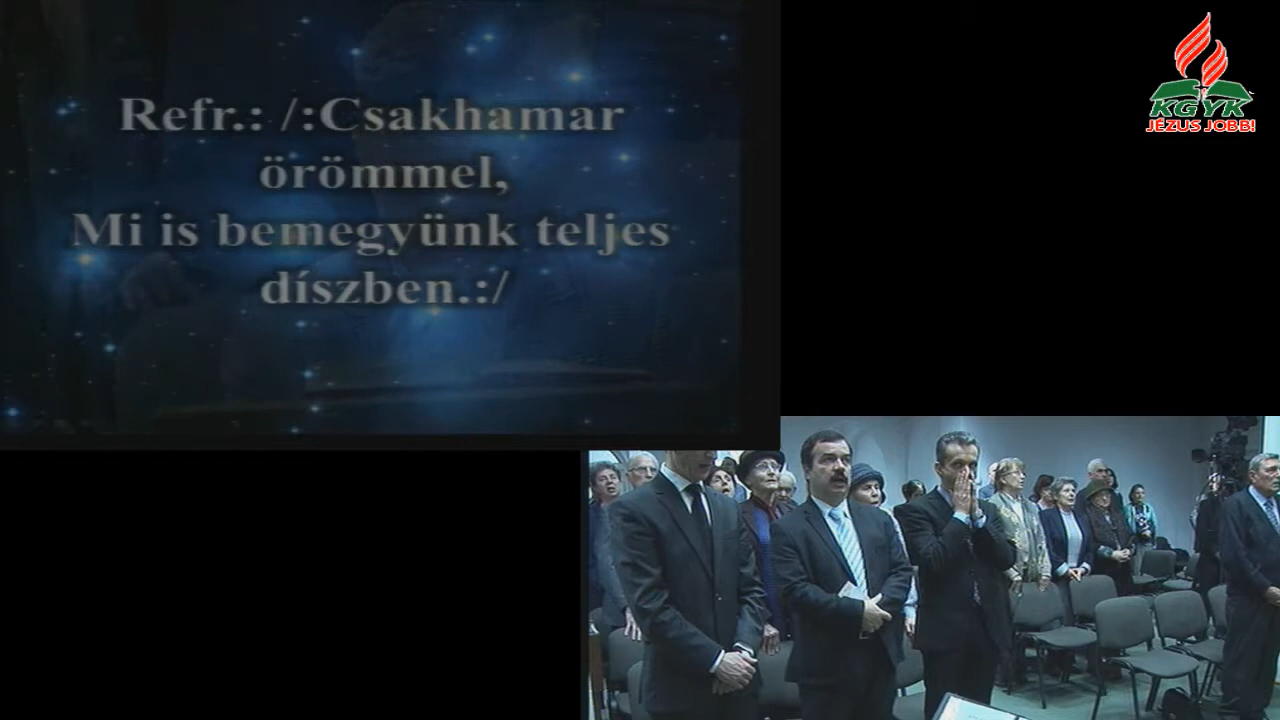 Refr.: /:Csakhamar
örömmel,
Mi is bemegyünk teljes
díszben.:/
KGYK
JÉZUS JOBB!